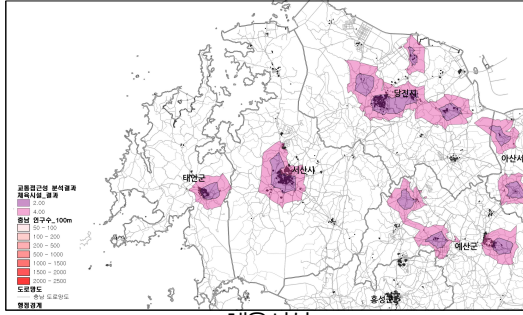 당진시
서산시
태안군
아산시
예산군
홍성군
교통접근성 분석결과
체육시설_결과
2.00
4.00
충남 인구수_100m
50 - 100
100 - 200
200 - 500
500 - 1000
1000 - 1500
1500 - 2000
2000 - 2500
도로망도
충남 도로망도
행정경계